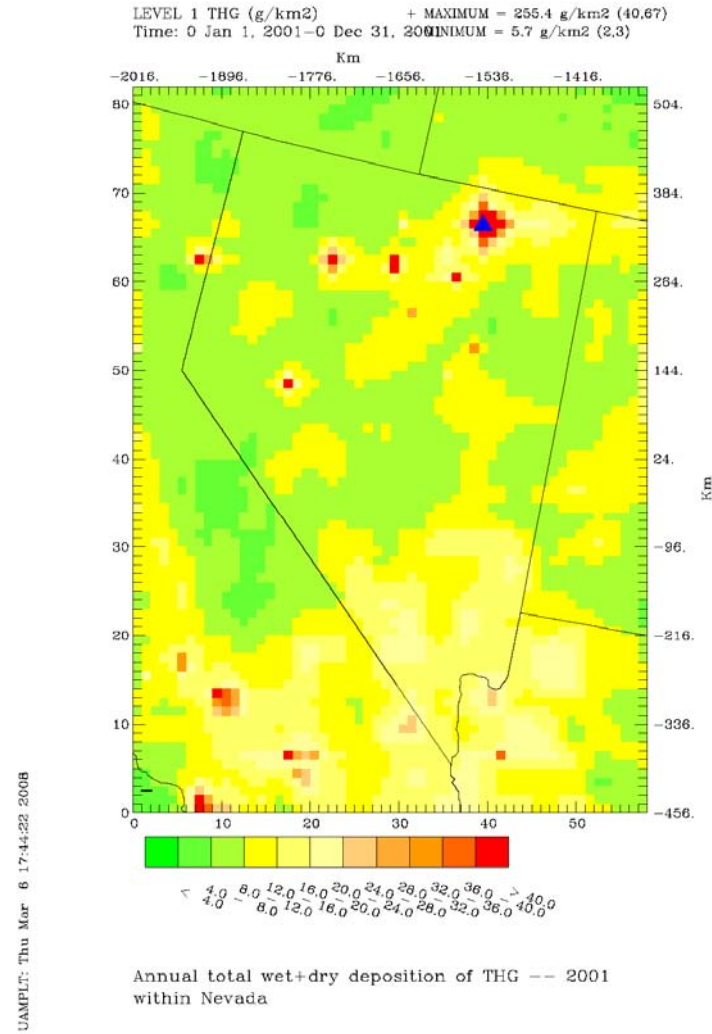 LEVEL 1 THG (g/km2) + MAXIMUM = 255.4 g/km2 (40,67)
Time: 0 Jan 1, 2001-0 Dec 31, 2001 MINIMUM = 5.7 g/km2 (2,3)
Km
-2016. -1896. -1776. -1656. -1536. -1416.
80 504.
70 384.
60 264.
50 144.
40 24.
Km
30 -96.
20 -216.
10 -336.
0 -456.
0 10 20 30 40 50
< 4.0
4.0 - 8.0
8.0 - 12.0
12.0 - 16.0
16.0 - 20.0
20.0 - 24.0
24.0 - 28.0
28.0 - 32.0
32.0 - 36.0
36.0 - 40.0
> 40.0
Annual total wet+dry deposition of THG -- 2001
within Nevada
UAMPLT: Thu Mar 6 17:44:22 2008